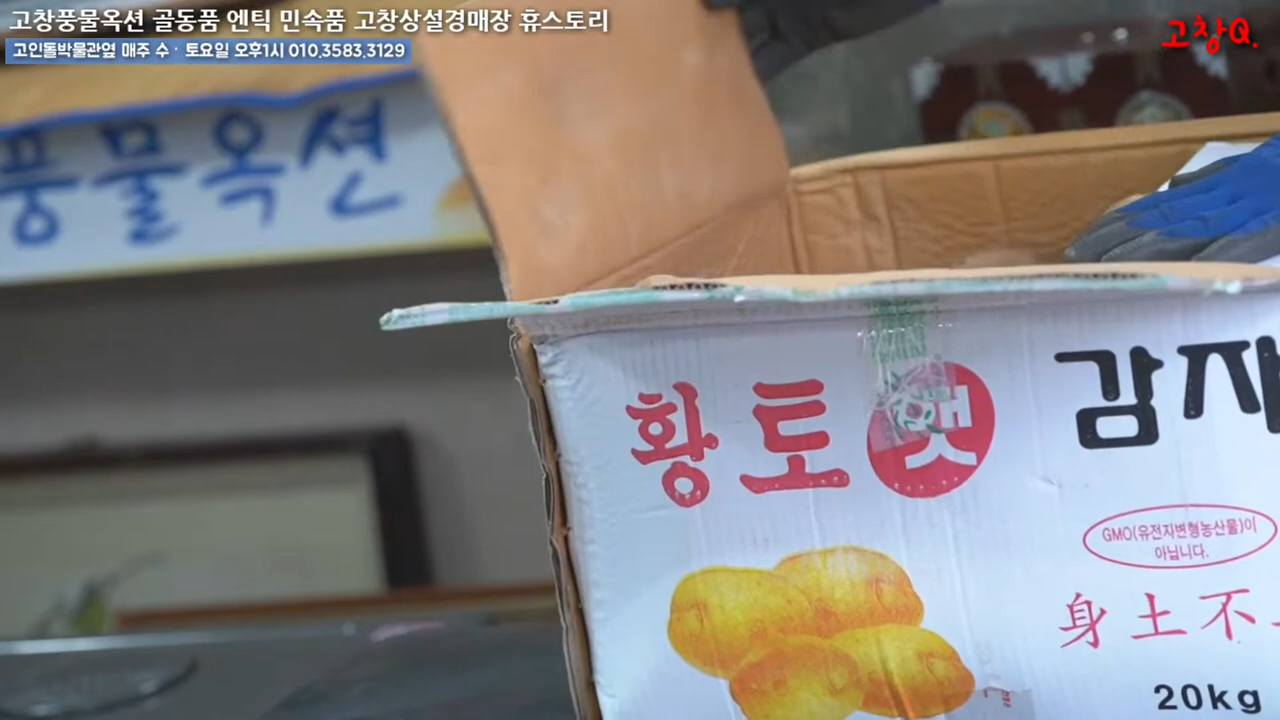 고창풍물옥션 골동품 엔틱 민속품 고창상설경매장 휴스토리
고인돌박물관옆 매주 수· 토요일 오후1시 010.3583.3129
고창Q.
풍물옥션
황토햇 감자
GMO(유전자변형농산물)이
아닙니다.
身土不
20kg